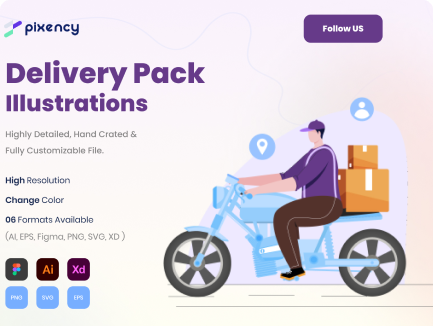 pixency
Follow US
Delivery Pack
Illustrations
Highly Detailed, Hand Crated &
Fully Customizable File.
High Resolution
Change Color
06 Formats Available
(AI, EPS, Figma, PNG, SVG, XD )
Ai Xd
PNG SVG EPS